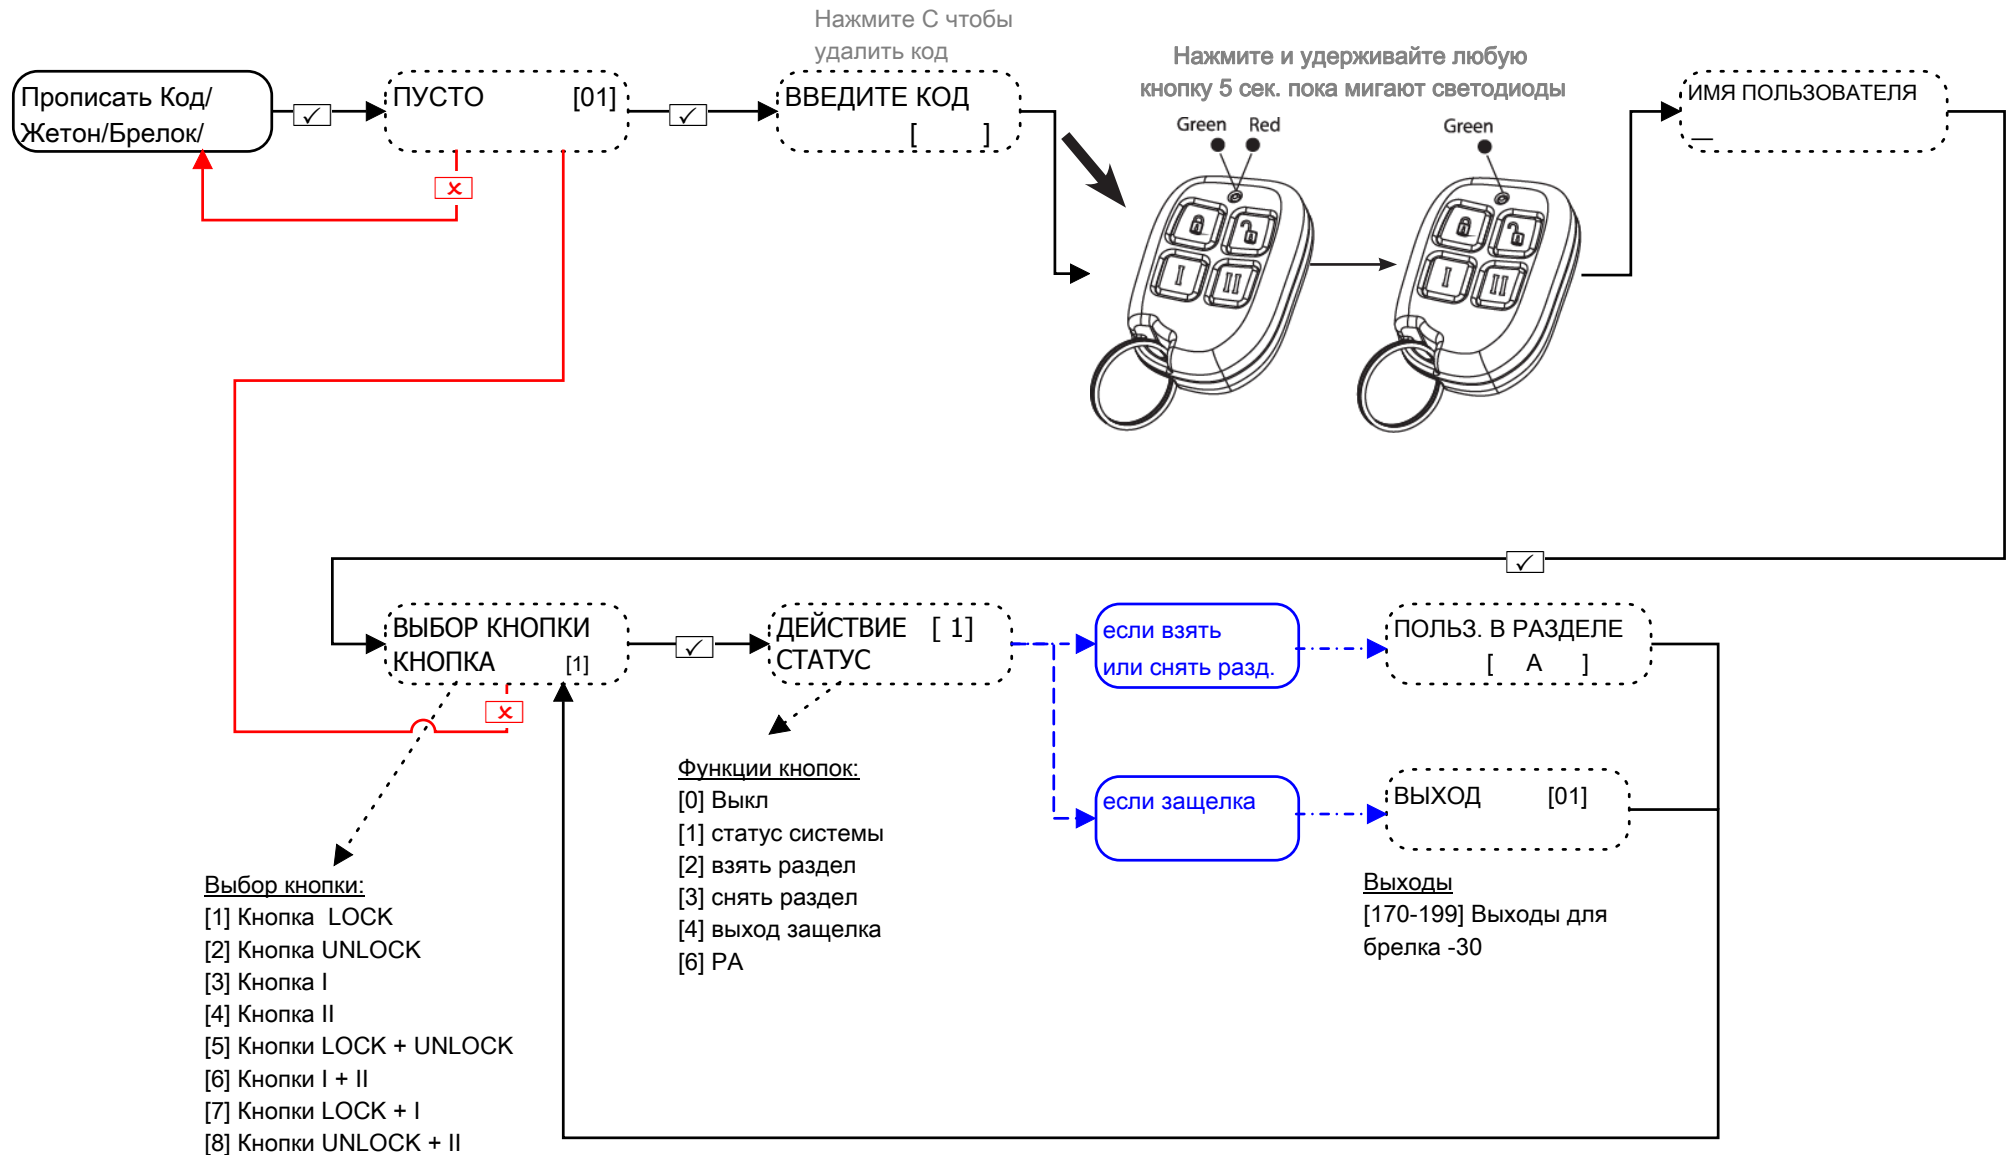 Нажмите С чтобы
удалить код
Нажмите и удерживайте любую
кнопку 5 сек. пока мигают светодиоды
Прописать Код/
Жетон/Брелок/
ПУСТО [01]
ВВЕДИТЕ КОД
[ ]
Green Red
Green
ИМЯ ПОЛЬЗОВАТЕЛЯ
I II
I II
ВЫБОР КНОПКИ
КНОПКА [1]
ДЕЙСТВИЕ [ 1]
СТАТУС
если взять
или снять разд.
ПОЛЬЗ. В РАЗДЕЛЕ
[ А ]
если защелка
ВЫХОД [01]
Функции кнопок:
[0] Выкл
[1] статус системы
[2] взять раздел
[3] снять раздел
[4] выход защелка
[6] PA
Выходы
[170-199] Выходы для
брелка -30
Выбор кнопки:
[1] Кнопка LOCK
[2] Кнопка UNLOCK
[3] Кнопка I
[4] Кнопка II
[5] Кнопки LOCK + UNLOCK
[6] Кнопки I + II
[7] Кнопки LOCK + I
[8] Кнопки UNLOCK + II